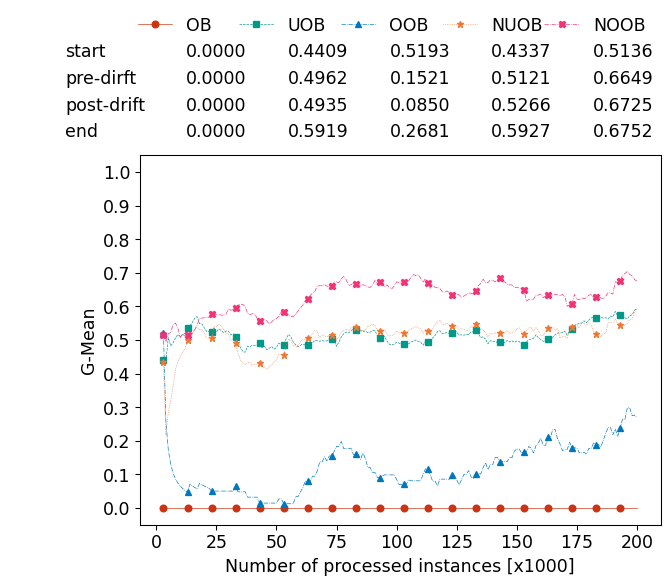 OB UOB OOB NUOB NOOB
start 0.0000 0.4409 0.5193 0.4337 0.5136
pre-dirft 0.0000 0.4962 0.1521 0.5121 0.6649
post-drift 0.0000 0.4935 0.0850 0.5266 0.6725
end 0.0000 0.5919 0.2681 0.5927 0.6752
1.0
0.9
0.8
0.7
0.6
0.5
0.4
0.3
0.2
0.1
0.0
G-Mean
0 25 50 75 100 125 150 175 200
Number of processed instances [x1000]